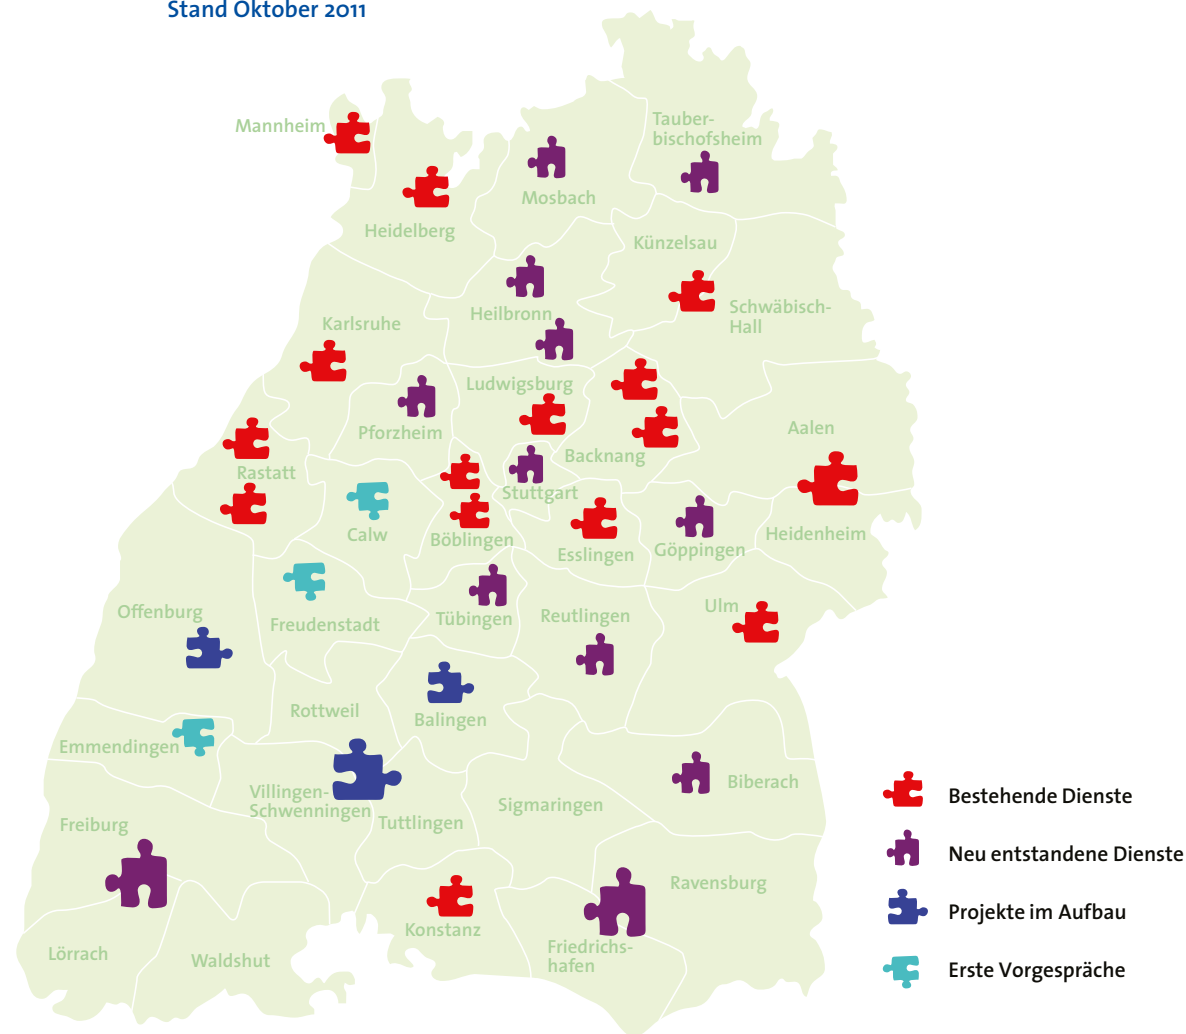 Stand Oktober 2011
Mannheim
Tauber-
bischofsheim
Mosbach
Heidelberg
Künzelsau
Heilbronn
Schwäbisch-
Hall
Karlsruhe
Ludwigsburg
Pforzheim
Aalen
Backnang
Rastatt
Stuttgart
Calw
Böblingen
Esslingen
Göppingen
Heidenheim
Offenburg
Freudenstadt
Tübingen
Reutlingen
Ulm
Rottweil
Balingen
Emmendingen
Villingen-
Schwenningen
Sigmaringen
Biberach
Freiburg
Tuttlingen
Ravensburg
Konstanz
Friedrichs-
hafen
Lörrach
Waldshut
Bestehende Dienste
Neu entstandene Dienste
Projekte im Aufbau
Erste Vorgespräche